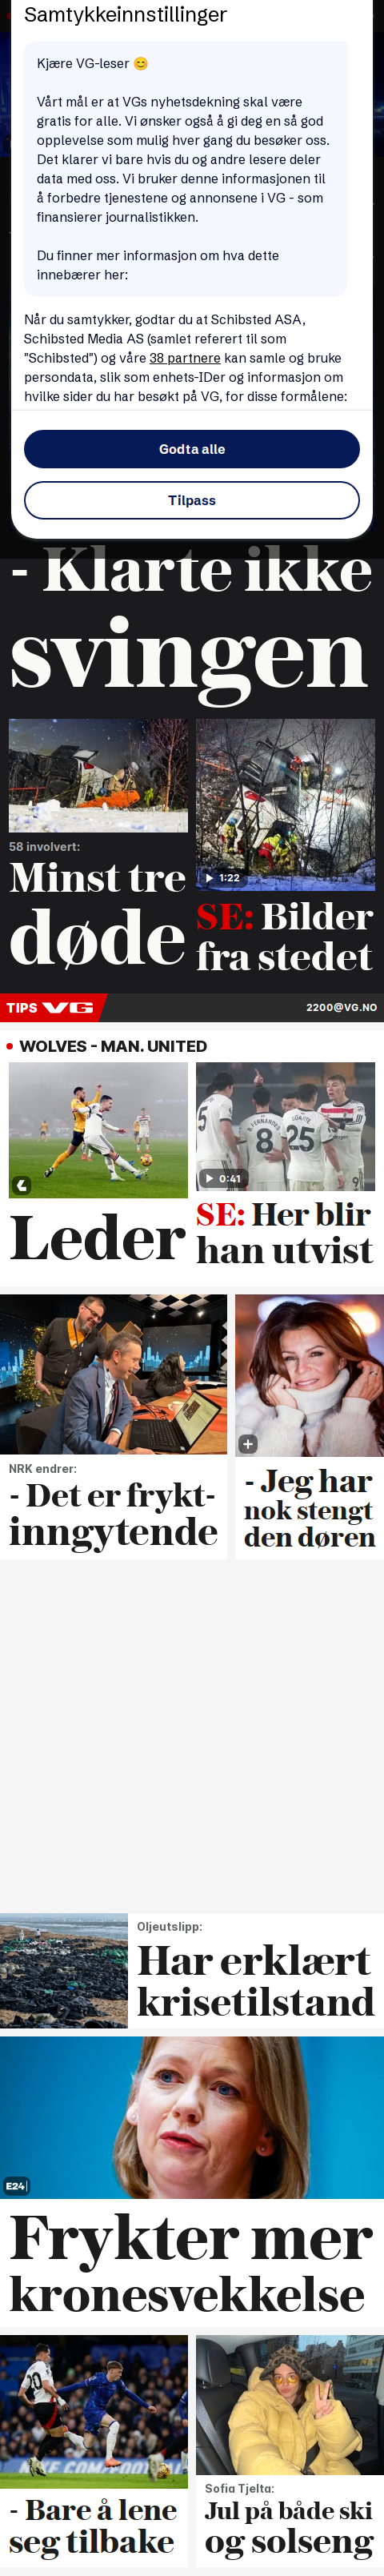 Samtykkeinnstillinger
Kjære VG-leser 😊
Vårt mål er at VGs nyhetsdekning skal være
gratis for alle. Vi ønsker også å gi deg en så god
opplevelse som mulig hver gang du besøker oss.
Det klarer vi bare hvis du og andre lesere deler
data med oss. Vi bruker denne informasjonen til
å forbedre tjenestene og annonsene i VG - som
finansierer journalistikken.
Du finner mer informasjon om hva dette
innebærer her:
Når du samtykker, godtar du at Schibsted ASA,
Schibsted Media AS (samlet referert til som
"Schibsted") og våre 38 partnere kan samle og bruke
persondata, slik som enhets-IDer og informasjon om
hvilke sider du har besøkt på VG, for disse formålene:
Godta alle
Tilpass
- Klarte ikke
svingen
58 involvert:
Minst tre
døde
1:22
SE: Bilder
fra stedet
TIPS VG
2200@VG.NO
WOLVES - MAN. UNITED
Leder
5
8
25
0:41
SE: Her blir
han utvist
NRK endrer:
- Det er frykt-
inngytende
- Jeg har
nok stengt
den døren
Oljeutslipp:
Har erklært
krisetilstand
E24
Frykter mer
kronesvekkelse
20
- Bare å lene
seg tilbake
Sofia Tjelta:
Jul på både ski
og solseng